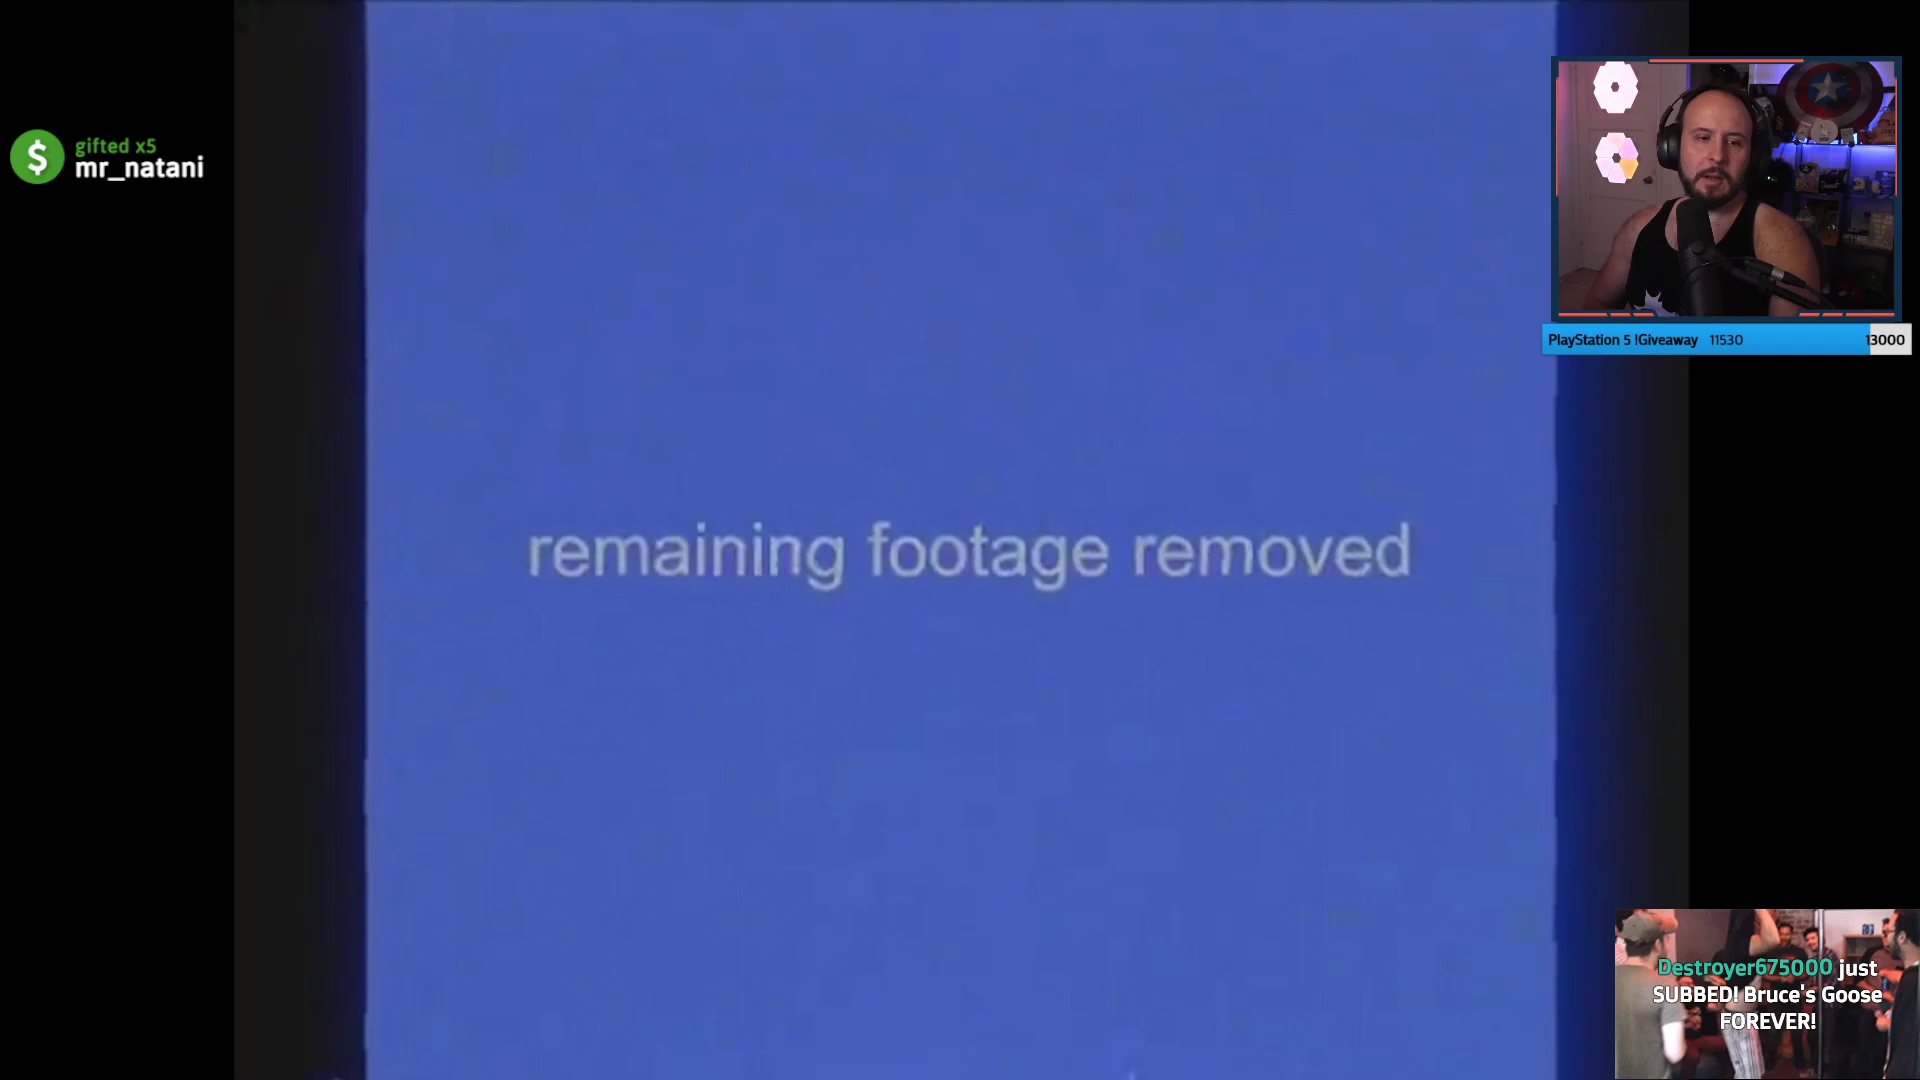 gifted x5
mr_natani
PlayStation 5 !Giveaway 11530 13000
remaining footage removed
Destroyer675000 just
SUBBED! Bruce's Goose
FOREVER!